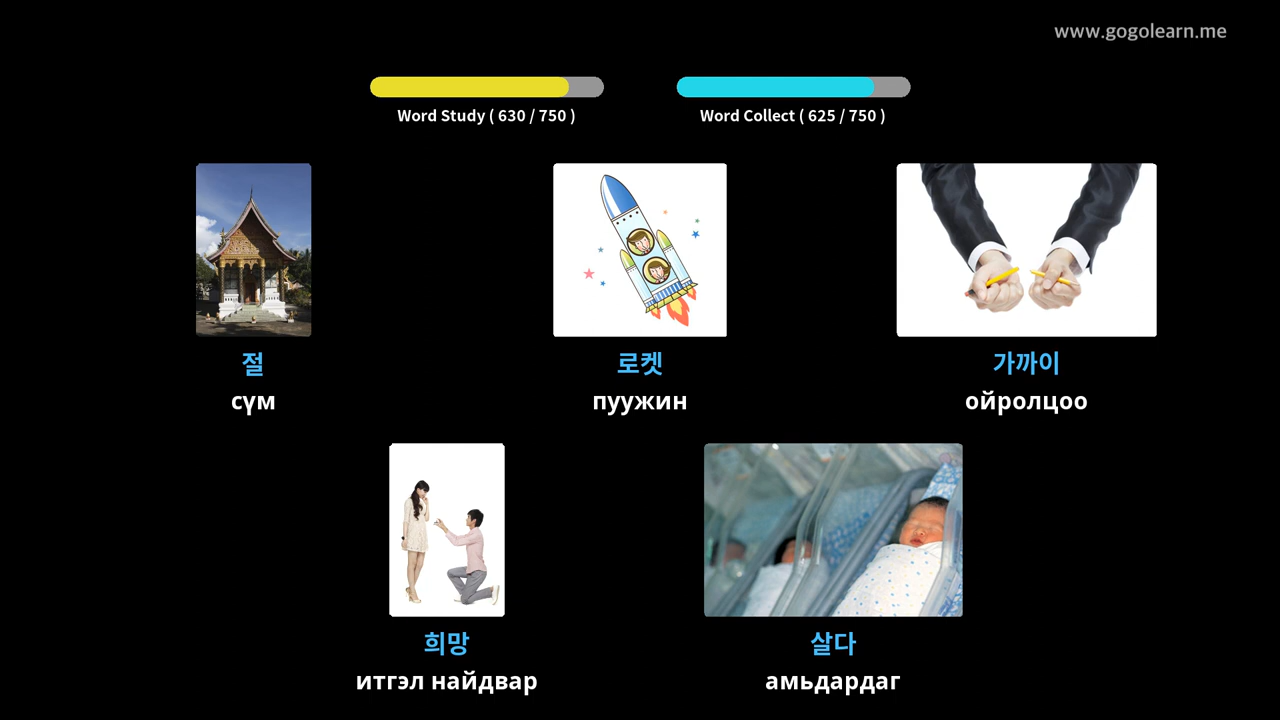 www.gogolearn.me
Word Study ( 630 / 750 )
Word Collect ( 625 / 750 )
절
сүм
로켓
пуужин
가까이
ойролцоо
희망
итгэл найдвар
살다
амьдардаг